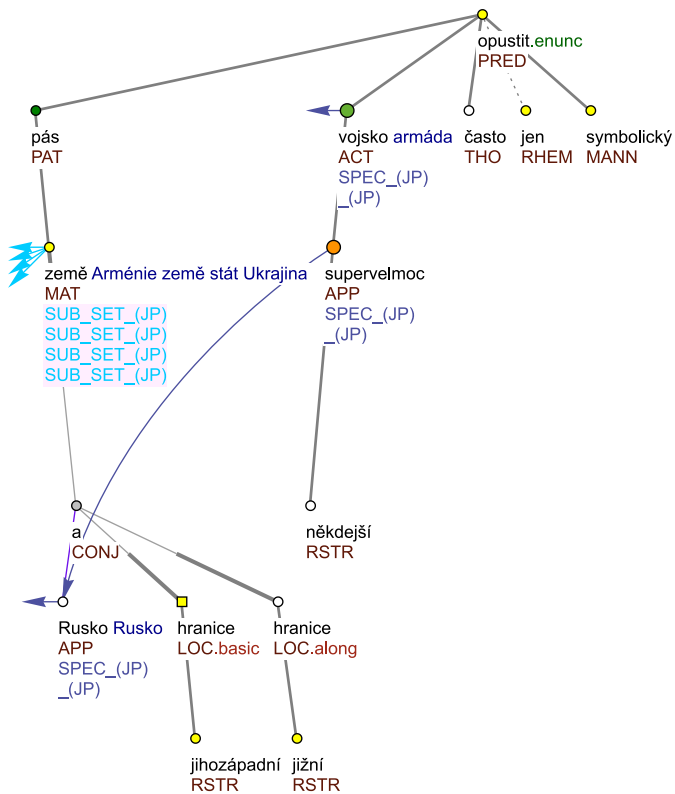 opustit.enunc
PRED
pás
PAT
vojsko armáda
ACT
SPEC_(JP)
_(JP)
často
THO
jen
RHEM
symbolický
MANN
země Arménie země stát Ukrajina
MAT
SUB_SET_(JP)
SUB_SET_(JP)
SUB_SET_(JP)
SUB_SET_(JP)
supervelmoc
APP
SPEC_(JP)
_(JP)
a
CONJ
někdejší
RSTR
Rusko Rusko
APP
SPEC_(JP)
_(JP)
hranice
LOC.basic
hranice
LOC.along
jihozápadní
RSTR
jižní
RSTR